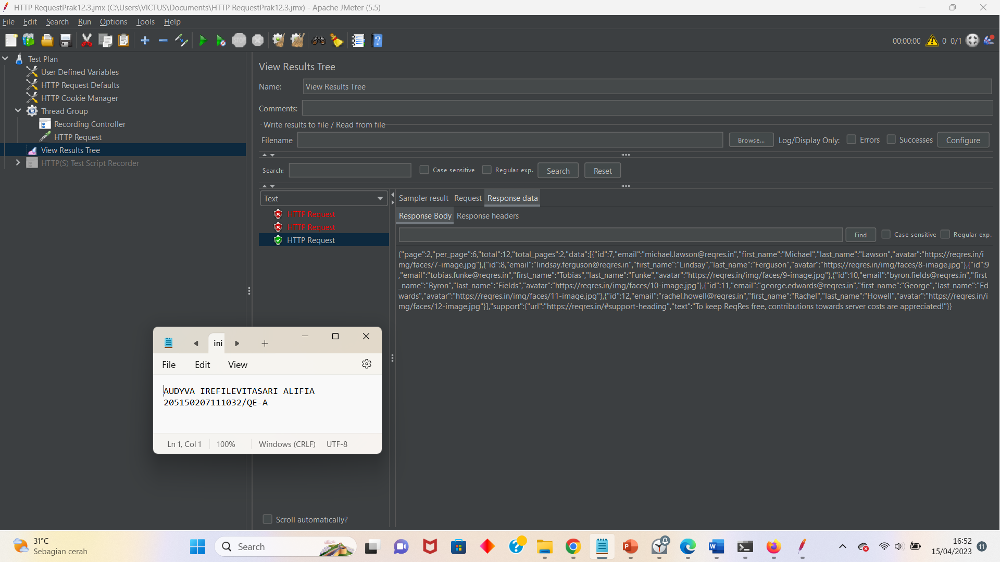 HTTP RequestPrak12.3.jmx (C:\Users\VICTUS\Documents\HTTP RequestPrak12.3.jmx) - Apache JMeter (5.5)
File Edit Search Run Options Tools Help
00:00:00 0 0/1
Test Plan
User Defined Variables
HTTP Request Defaults
HTTP Cookie Manager
Thread Group
Recording Controller
HTTP Request
View Results Tree
HTTP(S) Test Script Recorder
View Results Tree
Name: View Results Tree
Comments:
Write results to file / Read from file
Filename Browse... Log/Display Only: Errors Successes Configure
Search: Case sensitive Regular exp. Search Reset
Text
HTTP Request
HTTP Request
HTTP Request
Scroll automatically?
Sampler result Request Response data
Response Body Response headers
Find Case sensitive Regular exp.
{"page":2,"per_page":6,"total":12,"total_pages":2,"data":[{"id":7,"email":"michael.lawson@reqres.in","first_name":"Michael","last_name":"Lawson","avatar":"https://reqres.in/i
mg/faces/7-image.jpg"},{"id":8,"email":"lindsay.ferguson@reqres.in","first_name":"Lindsay","last_name":"Ferguson","avatar":"https://reqres.in/img/faces/8-image.jpg"},{"id":9
,"email":"tobias.funke@reqres.in","first_name":"Tobias","last_name":"Funke","avatar":"https://reqres.in/img/faces/9-image.jpg"},{"id":10,"email":"byron.fields@reqres.in","first
_name":"Byron","last_name":"Fields","avatar":"https://reqres.in/img/faces/10-image.jpg"},{"id":11,"email":"george.edwards@reqres.in","first_name":"George","last_name":"Ed
wards","avatar":"https://reqres.in/img/faces/11-image.jpg"},{"id":12,"email":"rachel.howell@reqres.in","first_name":"Rachel","last_name":"Howell","avatar":"https://reqres.in/i
mg/faces/12-image.jpg"}],"support":{"url":"https://reqres.in/#support-heading","text":"To keep ReqRes free, contributions towards server costs are appreciated!"}}
ini
File Edit View
AUDYVA IREFILEVITASARI ALIFIA
205150207111032/QE-A
Ln 1, Col 1 100% Windows (CRLF) UTF-8
31°C
Sebagian cerah
Search
16:52
15/04/2023 11